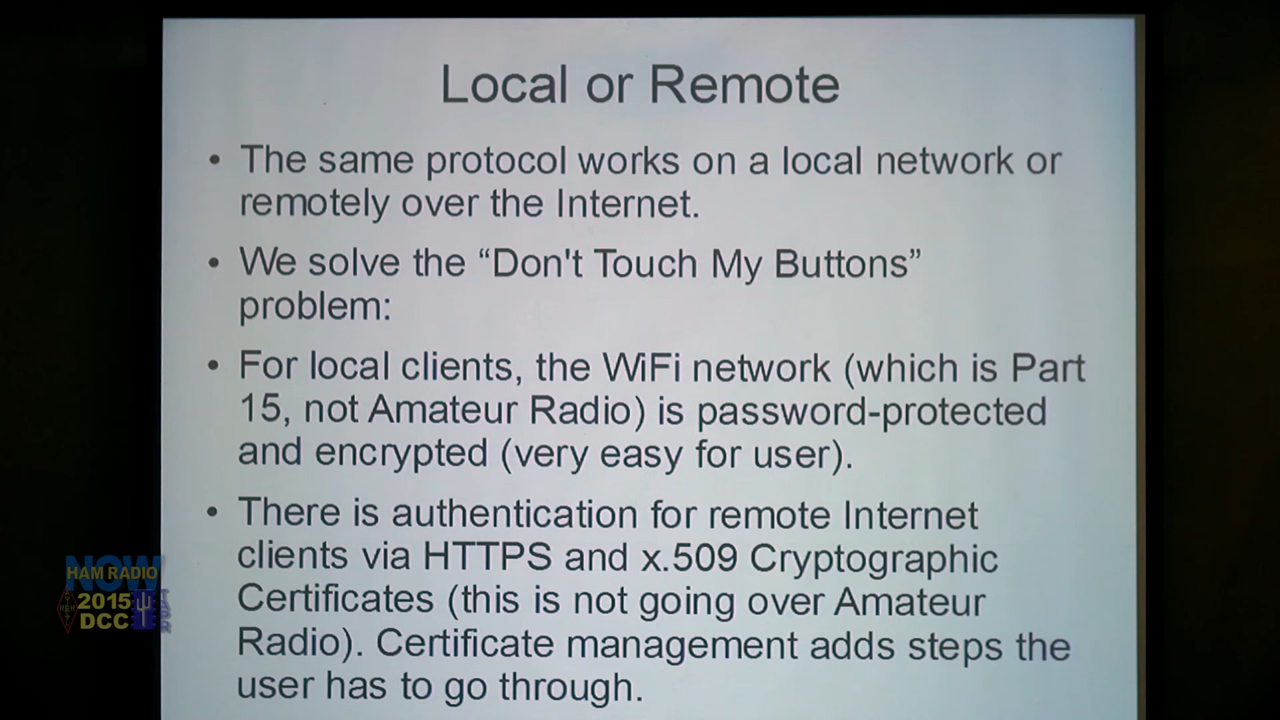 Local or Remote
• The same protocol works on a local network or
remotely over the Internet.
• We solve the “Don't Touch My Buttons”
problem:
• For local clients, the WiFi network (which is Part
15, not Amateur Radio) is password-protected
and encrypted (very easy for user).
• There is authentication for remote Internet
clients via HTTPS and x.509 Cryptographic
Certificates (this is not going over Amateur
Radio). Certificate management adds steps the
user has to go through.
NOW
HAM RADIO
2015
DCC
TAPR